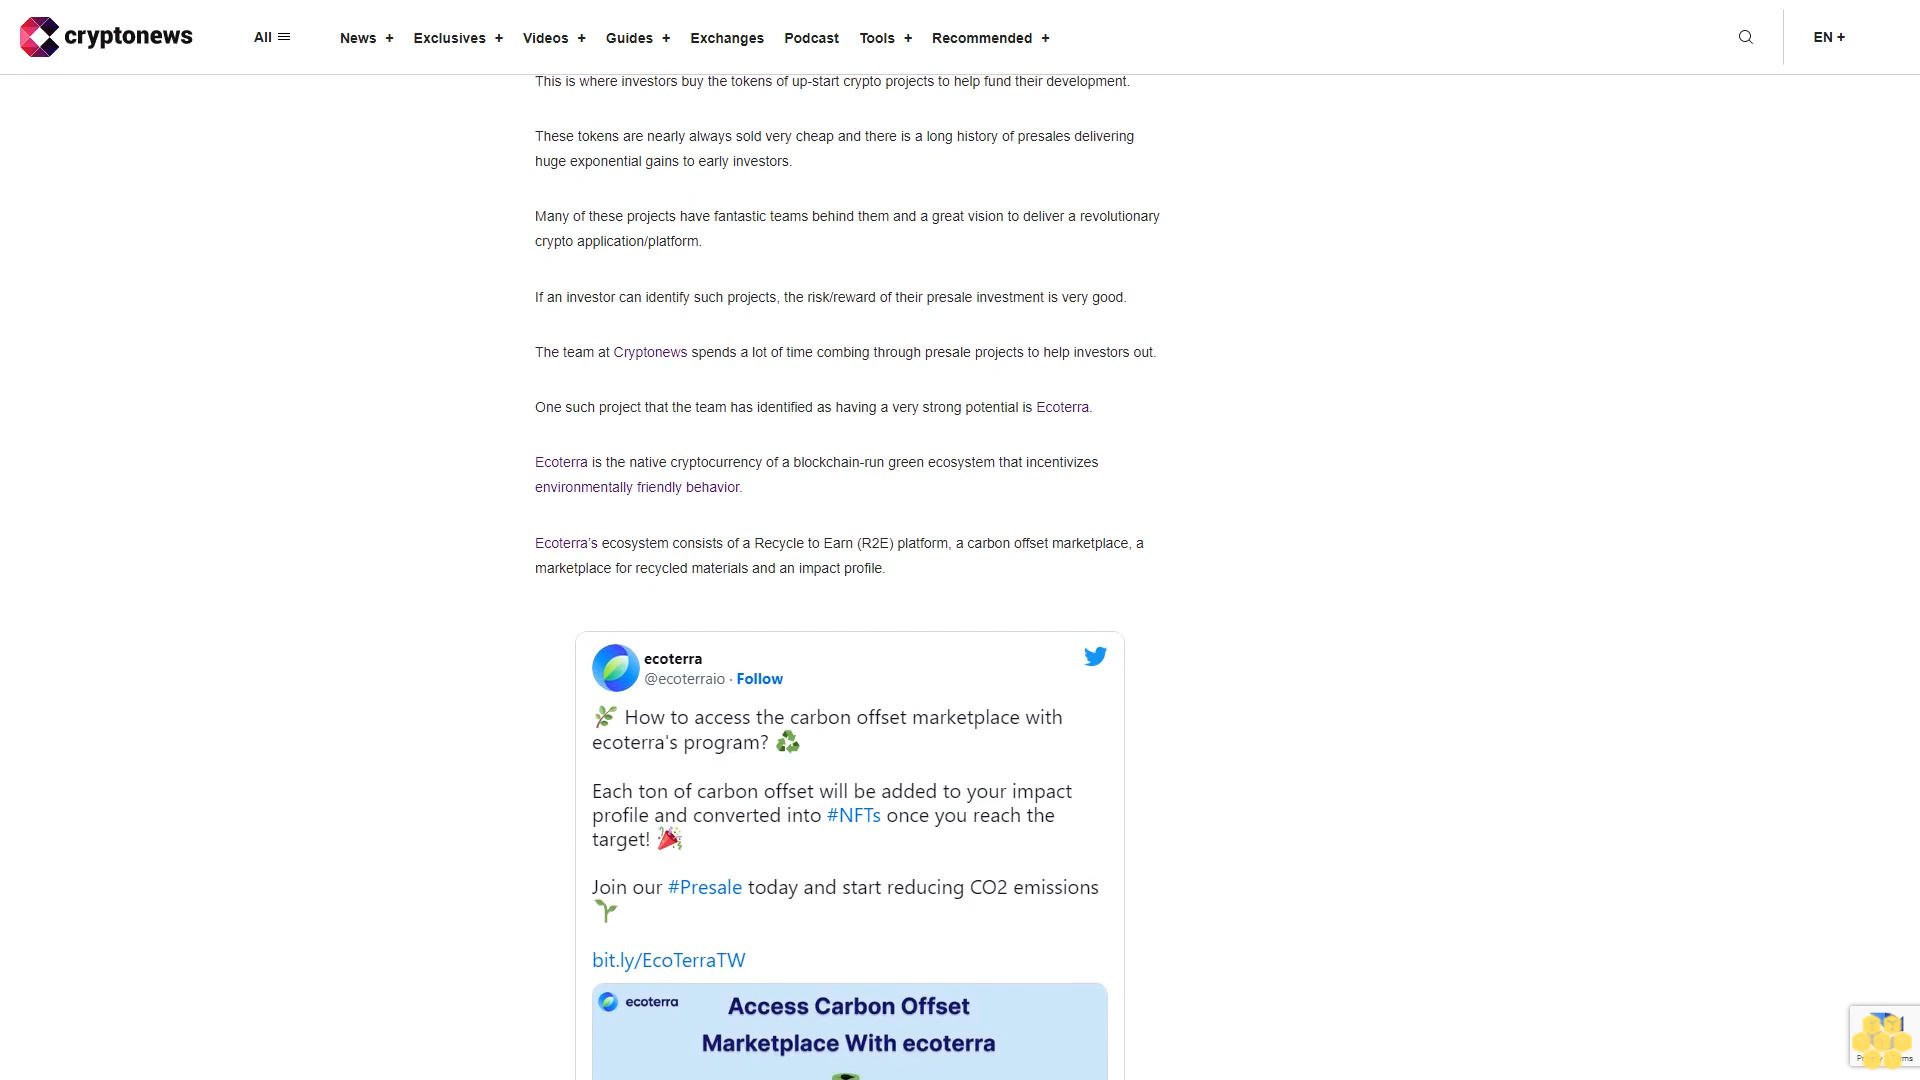 cryptonews
All
News +
Exclusives +
Videos +
Guides +
Exchanges
Podcast
Tools +
Recommended +
EN +
This is where investors buy the tokens of up-start crypto projects to help fund their development.
These tokens are nearly always sold very cheap and there is a long history of presales delivering
huge exponential gains to early investors.
Many of these projects have fantastic teams behind them and a great vision to deliver a revolutionary
crypto application/platform.
If an investor can identify such projects, the risk/reward of their presale investment is very good.
The team at Cryptonews spends a lot of time combing through presale projects to help investors out.
One such project that the team has identified as having a very strong potential is Ecoterra.
Ecoterra is the native cryptocurrency of a blockchain-run green ecosystem that incentivizes
environmentally friendly behavior.
Ecoterra’s ecosystem consists of a Recycle to Earn (R2E) platform, a carbon offset marketplace, a
marketplace for recycled materials and an impact profile.
ecoterra
@ecoterraio · Follow
How to access the carbon offset marketplace with
ecoterra's program?
Each ton of carbon offset will be added to your impact
profile and converted into #NFTs once you reach the
target!
Join our #Presale today and start reducing CO2 emissions
bit.ly/EcoTerraTW
ecoterra
Access Carbon Offset
Marketplace With ecoterra